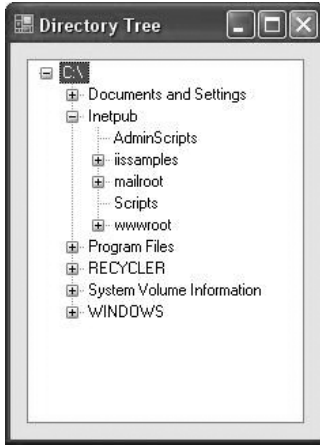 Directory Tree
C:\
Documents and Settings
Inetpub
AdminScripts
iissamples
mailroot
Scripts
wwwroot
Program Files
RECYCLER
System Volume Information
WINDOWS